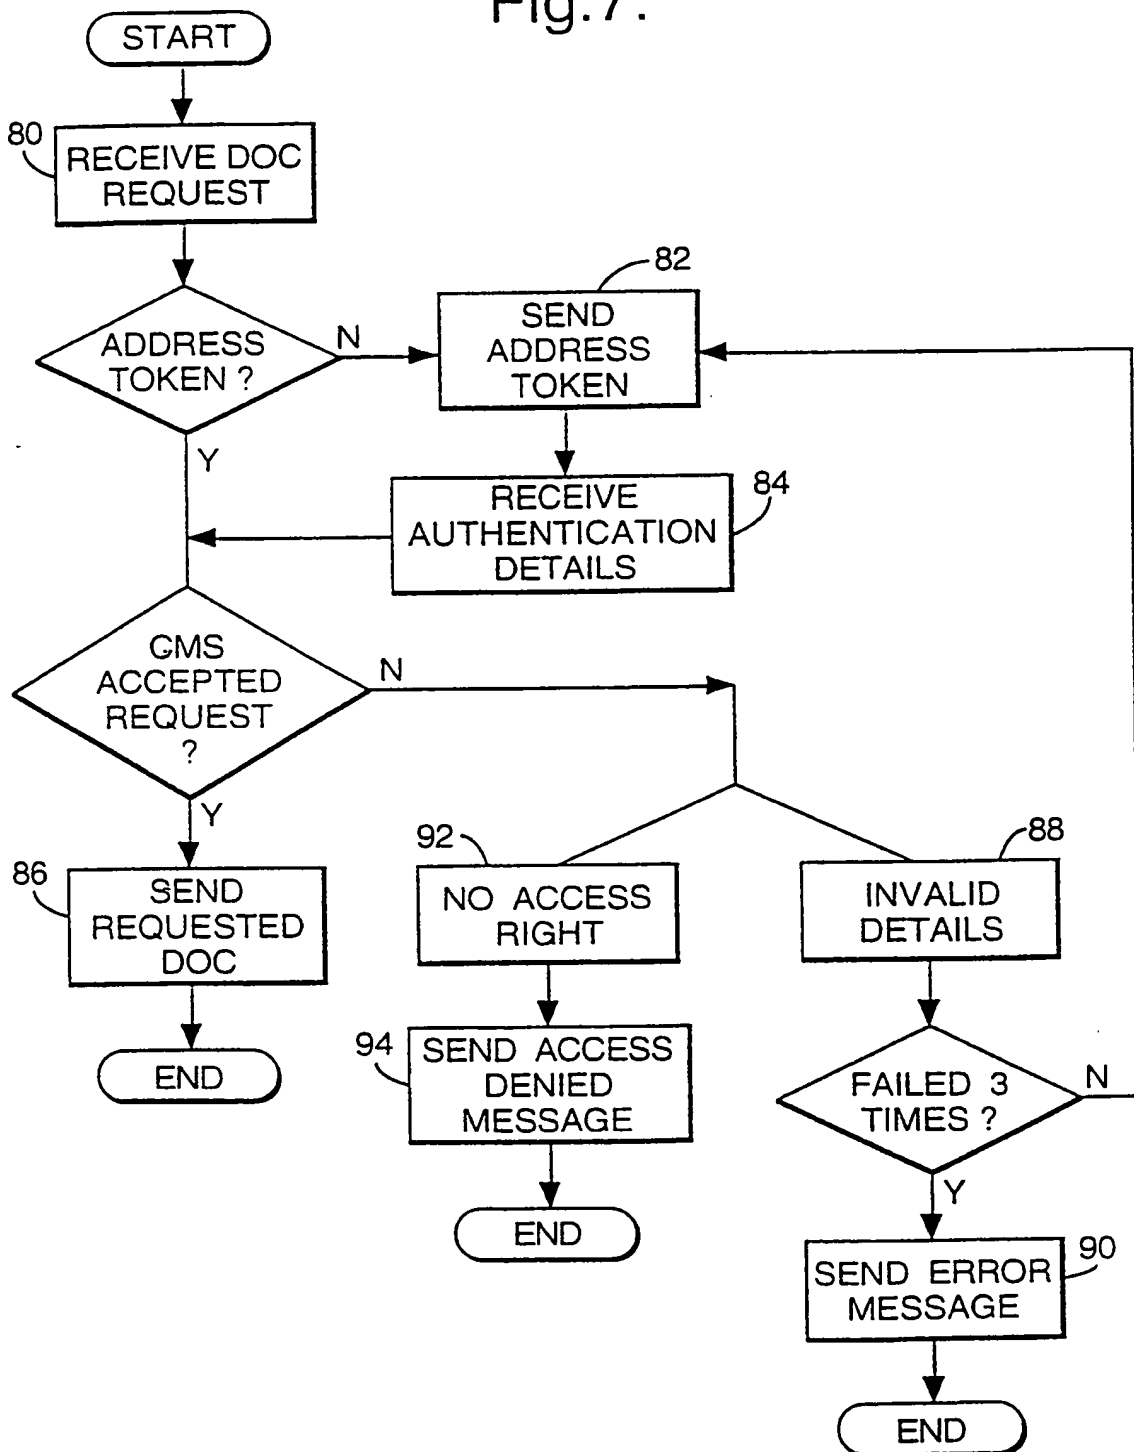 Fig.7.
START
80
RECEIVE DOC
REQUEST
82
SEND
ADDRESS
TOKEN
ADDRESS
TOKEN ?
N
Y
84
RECEIVE
AUTHENTICATION
DETAILS
GMS
ACCEPTED
REQUEST
?
N
Y
86
SEND
REQUESTED
DOC
END
92
NO ACCESS
RIGHT
94
SEND ACCESS
DENIED
MESSAGE
END
88
INVALID
DETAILS
FAILED 3
TIMES ?
N
Y
90
SEND ERROR
MESSAGE
END